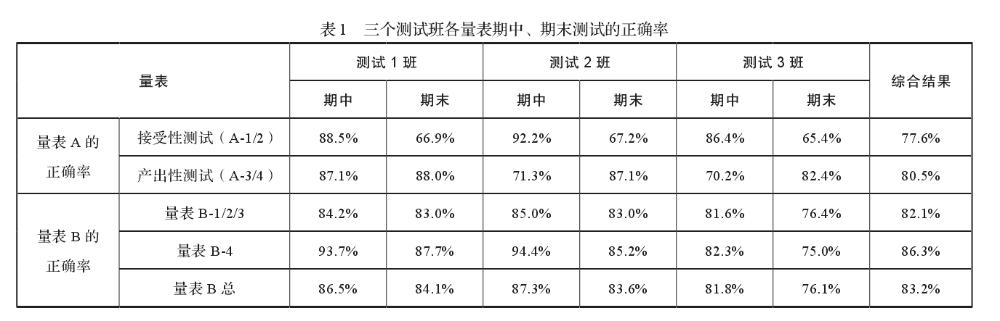 表 1 三个测试班各量表期中、期末测试的正确率
量表 测试 1 班 测试 2 班 测试 3 班 综合结果
期中 期末 期中 期末 期中 期末
量表 A 的
正确率
接受性测试（A-1/2） 88.5% 66.9% 92.2% 67.2% 86.4% 65.4% 77.6%
产出性测试（A-3/4） 87.1% 88.0% 71.3% 87.1% 70.2% 82.4% 80.5%
量表 B 的
正确率
量表 B-1/2/3 84.2% 83.0% 85.0% 83.0% 81.6% 76.4% 82.1%
量表 B-4 93.7% 87.7% 94.4% 85.2% 82.3% 75.0% 86.3%
量表 B 总 86.5% 84.1% 87.3% 83.6% 81.8% 76.1% 83.2%